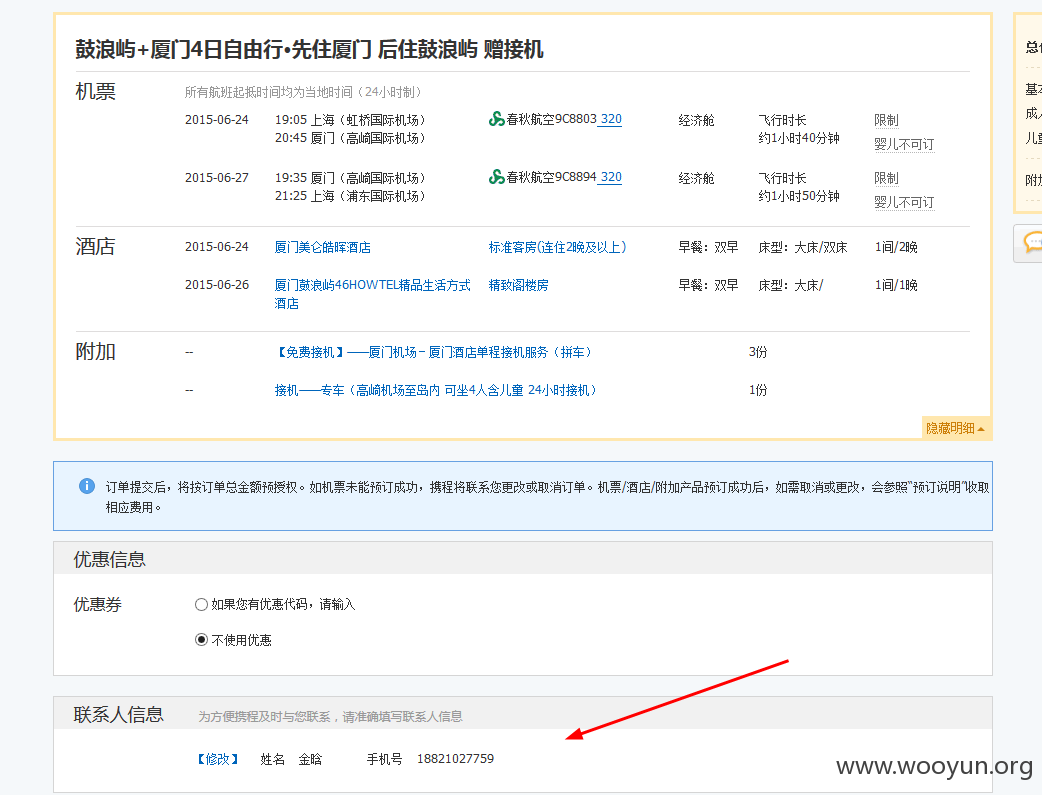 鼓浪屿+厦门4日自由行•先住厦门 后住鼓浪屿 赠接机
机票 所有航班起抵时间均为当地时间（24小时制）
2015-06-24 19:05 上海（虹桥国际机场） 春秋航空9C8803 320 经济舱 飞行时长 限制
20:45 厦门（高崎国际机场） 约1小时40分钟 婴儿不可订
2015-06-27 19:35 厦门（高崎国际机场） 春秋航空9C8894 320 经济舱 飞行时长 限制
21:25 上海（浦东国际机场） 约1小时50分钟 婴儿不可订
酒店 2015-06-24 厦门美仑皓晖酒店 标准客房(连住2晚及以上) 早餐：双早 床型：大床/双床 1间/2晚
2015-06-26 厦门鼓浪屿46HOWTEL精品生活方式 精致阁楼房 早餐：双早 床型：大床/ 1间/1晚
酒店
附加 -- 【免费接机】——厦门机场-厦门酒店单程接机服务（拼车） 3份
-- 接机——专车（高崎机场至岛内 可坐4人含儿童 24小时接机） 1份
隐藏明细
订单提交后，将按订单总金额预授权。如机票未能预订成功，携程将联系您更改或取消订单。机票/酒店/附加产品预订成功后，如需取消或更改，会参照"预订说明"收取
相应费用。
优惠信息
优惠券 如果您有优惠代码，请输入
不使用优惠
联系人信息 为方便携程及时与您联系，请准确填写联系人信息
【修改】 姓名 金晗 手机号 18821027759
www.wooyun.org